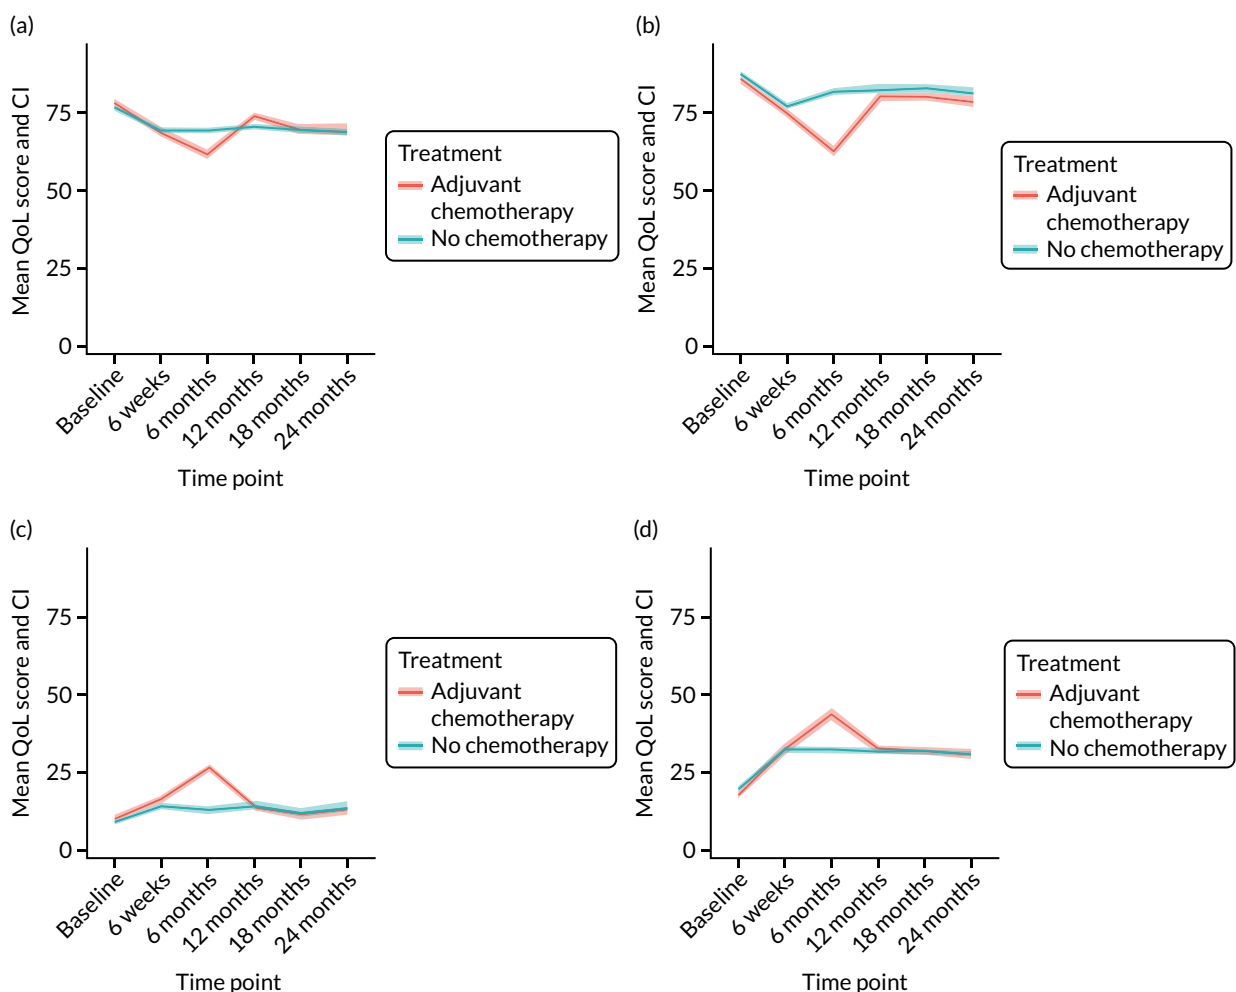 (a)
Mean QoL score and CI
75
50
25
0
Baseline
6 weeks
6 months
12 months
18 months
24 months
Time point
Treatment
Adjuvant
chemotherapy
No chemotherapy
(b)
Mean QoL score and CI
75
50
25
0
Baseline
6 weeks
6 months
12 months
18 months
24 months
Time point
Treatment
Adjuvant
chemotherapy
No chemotherapy
(c)
Mean QoL score and CI
75
50
25
0
Baseline
6 weeks
6 months
12 months
18 months
24 months
Time point
Treatment
Adjuvant
chemotherapy
No chemotherapy
(d)
Mean QoL score and CI
75
50
25
0
Baseline
6 weeks
6 months
12 months
18 months
24 months
Time point
Treatment
Adjuvant
chemotherapy
No chemotherapy